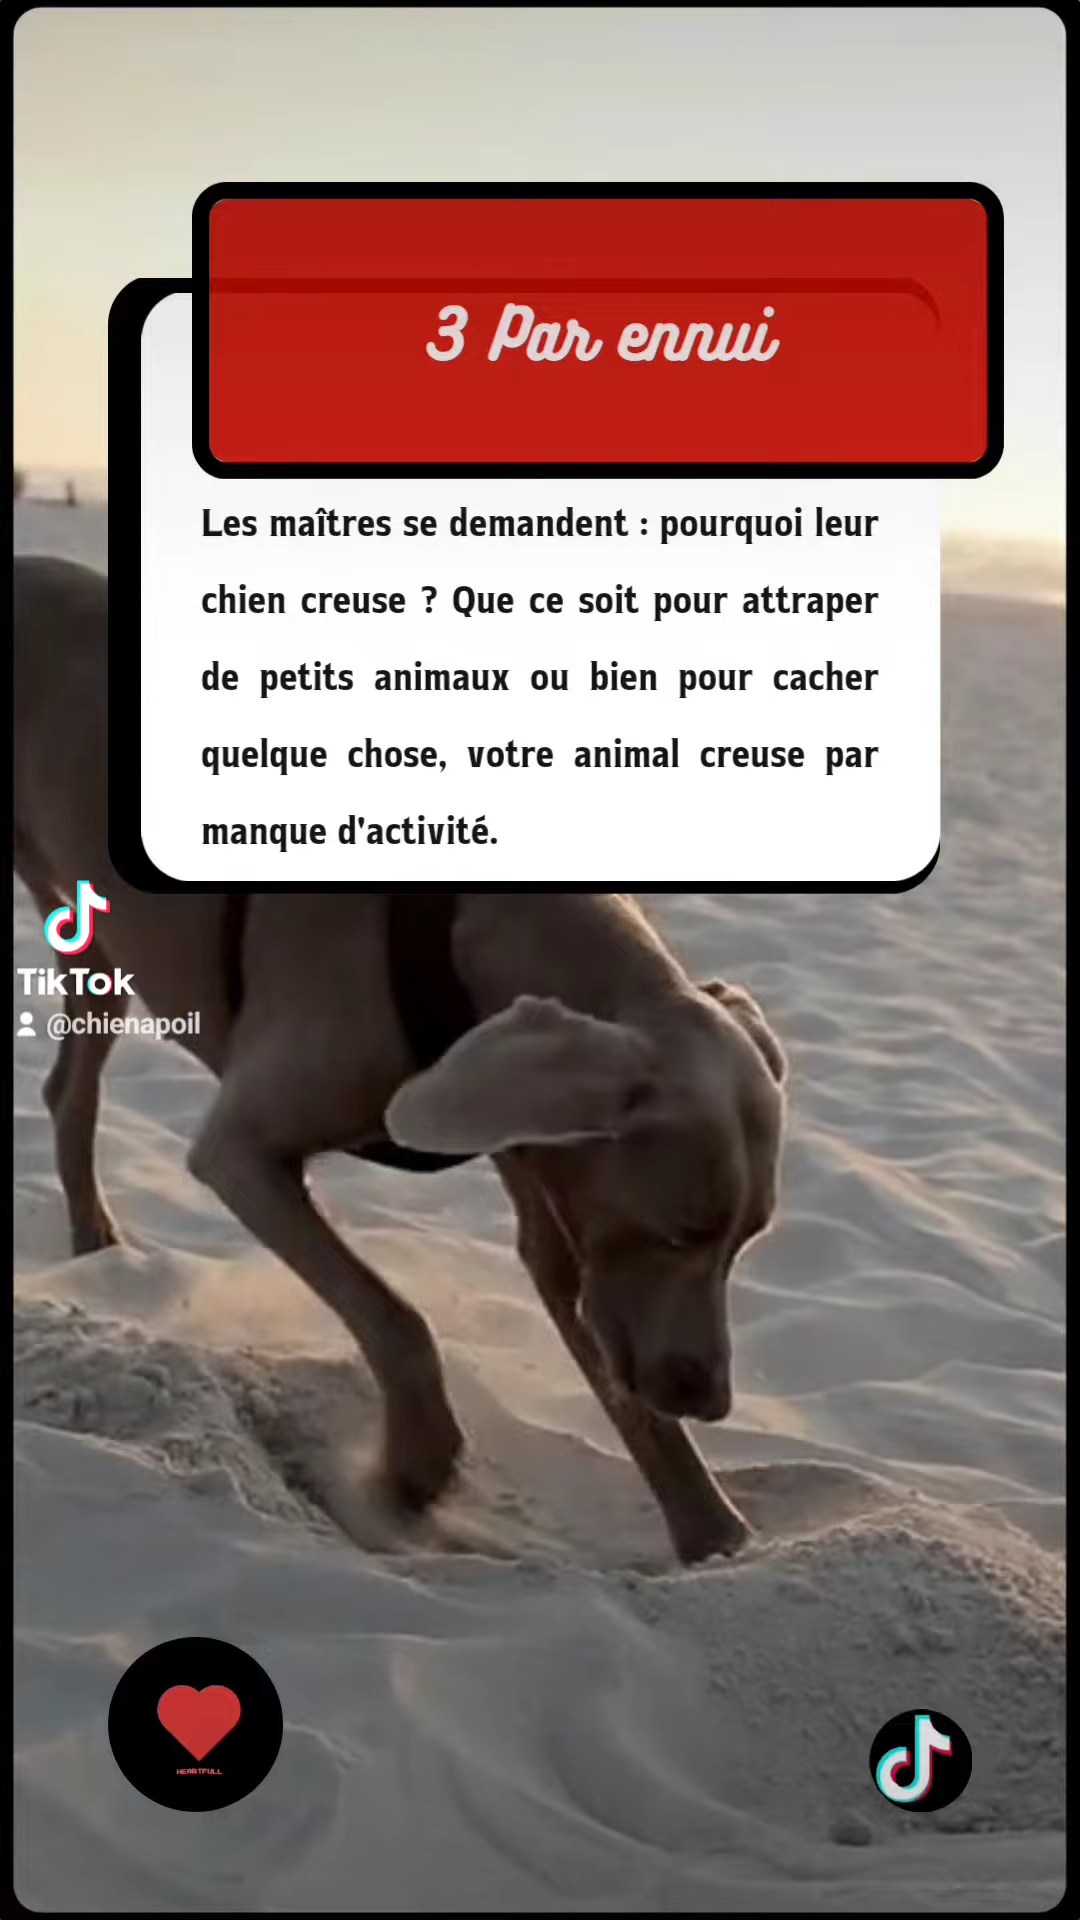 3 Par ennui
Les maîtres se demandent : pourquoi leur
chien creuse ? Que ce soit pour attraper
de petits animaux ou bien pour cacher
quelque chose, votre animal creuse par
manque d'activité.
TikTok
@chienapoil
HEARTFULL